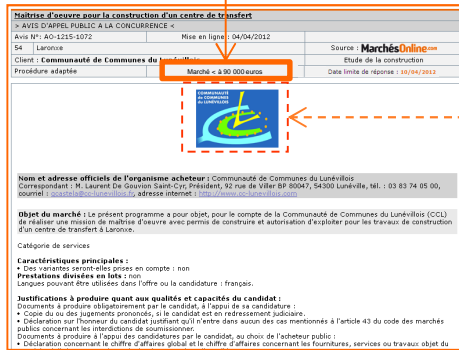 Maîtrise d'oeuvre pour la construction d'un centre de transfert
> AVIS D'APPEL PUBLIC A LA CONCURRENCE <
Avis N°: AO-1215-1072 Mise en ligne : 04/04/2012
54 Laronxe Source : MarchésOnline.com
Client : Communauté de Communes du Lunévillois Etude de la construction
Procédure adaptée Marché < à 90 000 euros Date limite de réponse : 10/04/2012
COMMUNAUTÉ
DE COMMUNES
DU LUNÉVILLOIS
Nom et adresse officiels de l'organisme acheteur : Communauté de Communes du Lunévillois
Correspondant : M. Laurent De Gouvion Saint-Cyr, Président, 92 rue de Viller BP 80047, 54300 Lunéville, tél. : 03 83 74 05 00,
courriel : gcastela@cc-lunevillois.fr, adresse internet : http://www.cc-lunevillois.com
Objet du marché : Le présent programme a pour objet, pour le compte de la Communauté de Communes du Lunévillois (CCL)
de réaliser une mission de maîtrise d'oeuvre avec permis de construire et autorisation d'exploiter pour les travaux de construction
d'un centre de transfert à Laronxe.
Catégorie de services
Caractéristiques principales :
• Des variantes seront-elles prises en compte : non
Prestations divisées en lots : non
Langues pouvant être utilisées dans l'offre ou la candidature : français.
Justifications à produire quant aux qualités et capacités du candidat :
Documents à produire obligatoirement par le candidat, à l'appui de sa candidature :
• Copie du ou des jugements prononcés, si le candidat est en redressement judiciaire.
• Déclaration sur l'honneur du candidat justifiant qu'il n'entre dans aucun des cas mentionnés à l'article 43 du code des marchés
publics concernant les interdictions de soumissionner.
Documents à produire à l'appui des candidatures par le candidat, au choix de l'acheteur public :
• Déclaration concernant le chiffre d'affaires global et le chiffre d'affaires concernant les fournitures, services ou travaux objet du